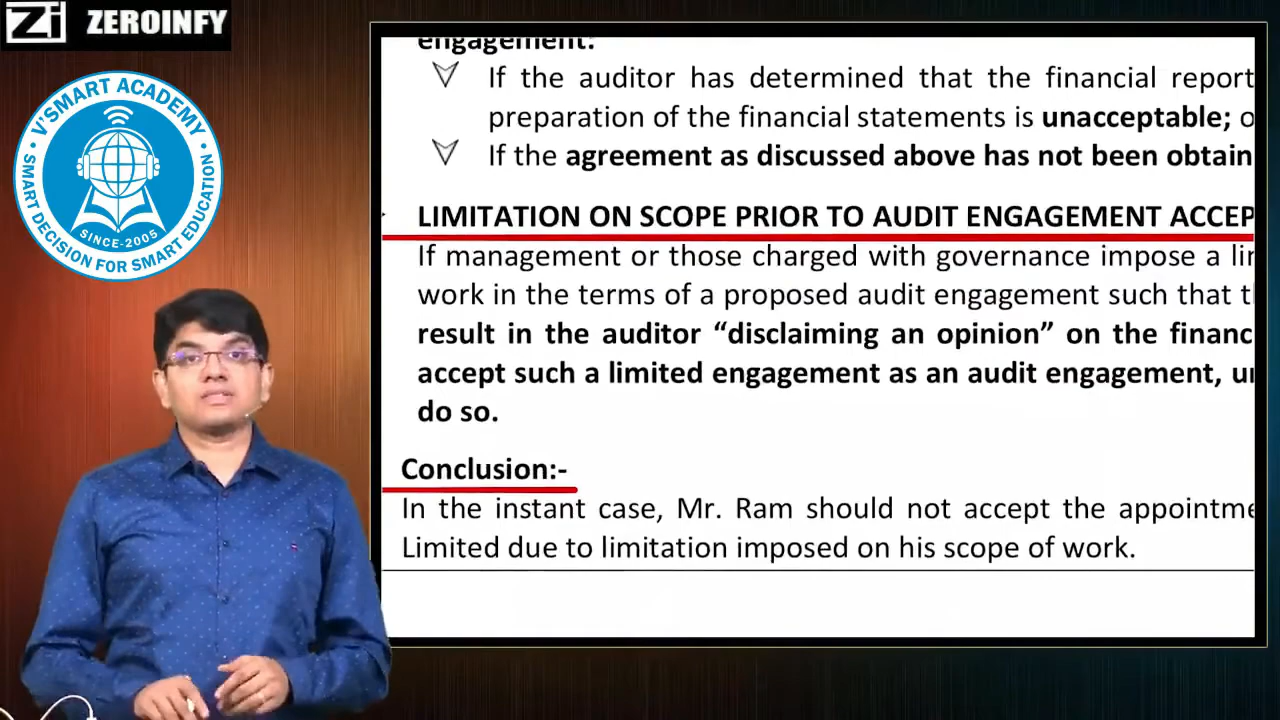 Zi ZEROINFY
V'SMART ACADEMY
SINCE-2005
SMART DECISION FOR SMART EDUCATION
engagement:
If the auditor has determined that the financial report
preparation of the financial statements is unacceptable; o
If the agreement as discussed above has not been obtain
LIMITATION ON SCOPE PRIOR TO AUDIT ENGAGEMENT ACCEP
If management or those charged with governance impose a li
work in the terms of a proposed audit engagement such that t
result in the auditor “disclaiming an opinion” on the financ
accept such a limited engagement as an audit engagement, u
do so.
Conclusion:-
In the instant case, Mr. Ram should not accept the appointme
Limited due to limitation imposed on his scope of work.